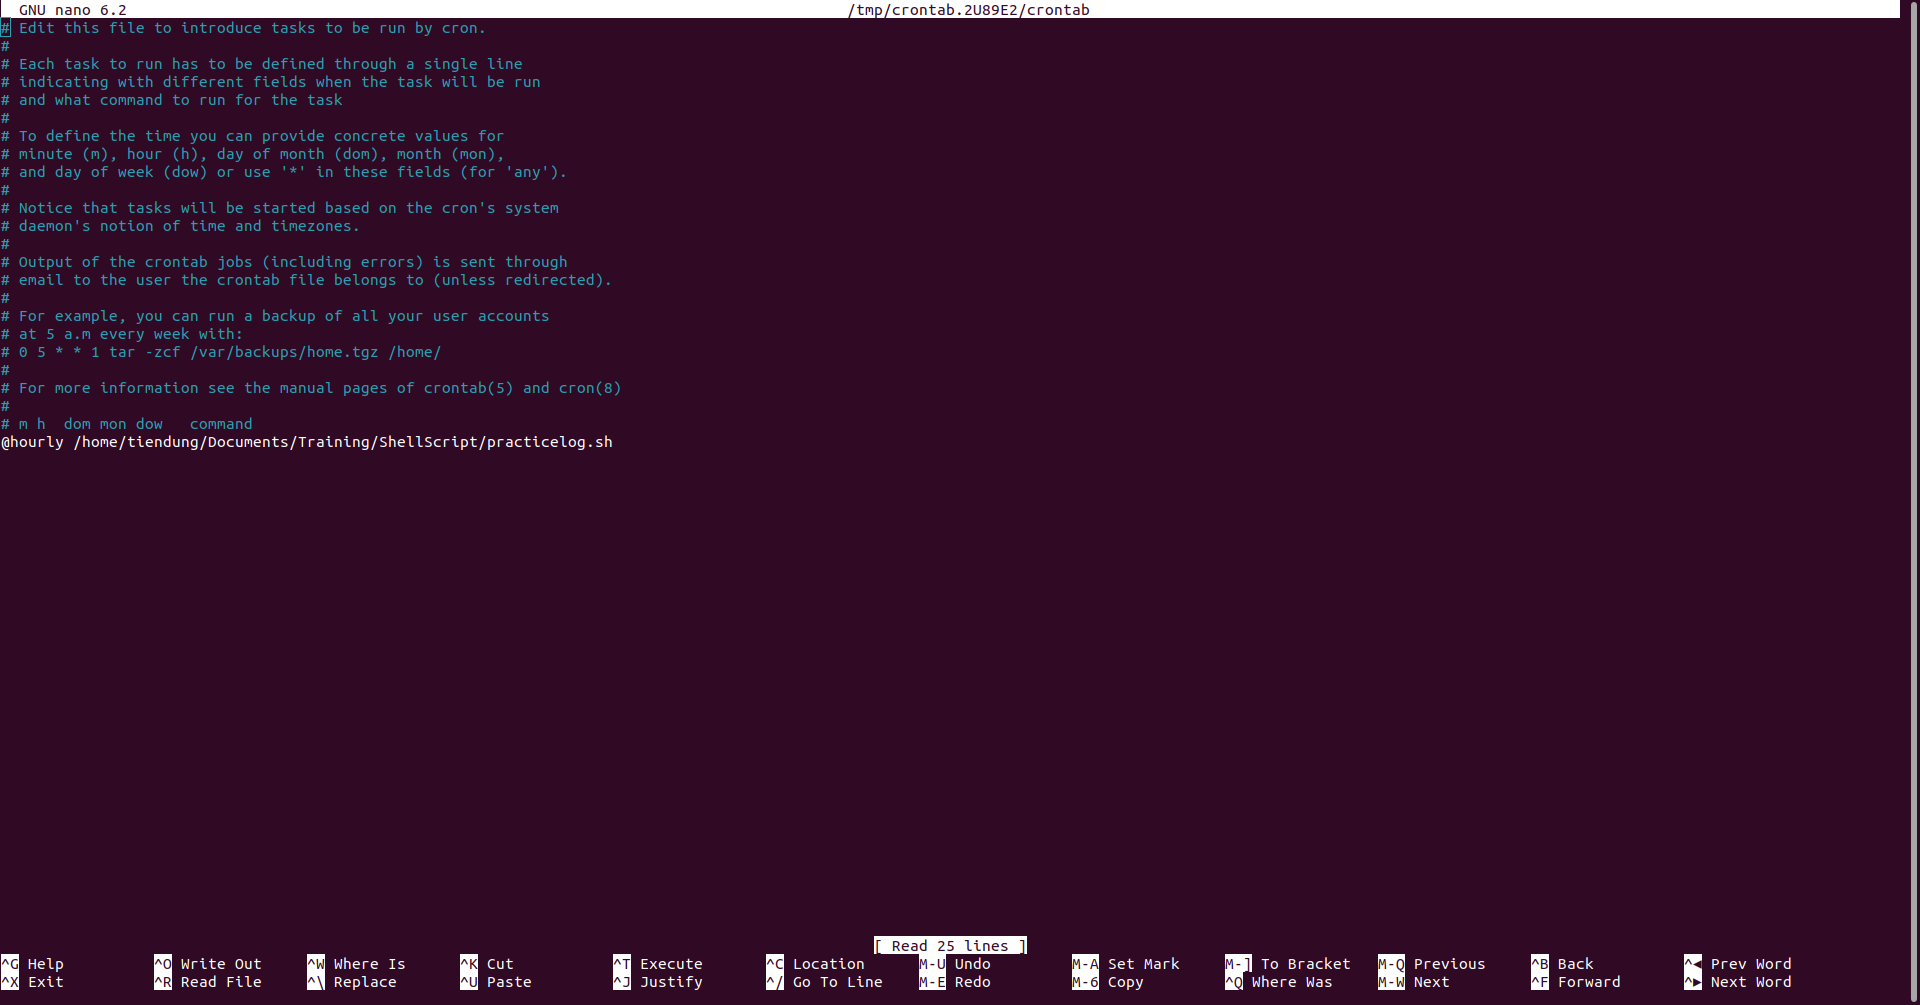 GNU nano 6.2 /tmp/crontab.2U89E2/crontab
# Edit this file to introduce tasks to be run by cron.
#
# Each task to run has to be defined through a single line
# indicating with different fields when the task will be run
# and what command to run for the task
#
# To define the time you can provide concrete values for
# minute (m), hour (h), day of month (dom), month (mon),
# and day of week (dow) or use '*' in these fields (for 'any').
#
# Notice that tasks will be started based on the cron's system
# daemon's notion of time and timezones.
#
# Output of the crontab jobs (including errors) is sent through
# email to the user the crontab file belongs to (unless redirected).
#
# For example, you can run a backup of all your user accounts
# at 5 a.m every week with:
# 0 5 * * 1 tar -zcf /var/backups/home.tgz /home/
#
# For more information see the manual pages of crontab(5) and cron(8)
#
# m h  dom mon dow   command
@hourly /home/tiendung/Documents/Training/ShellScript/practicelog.sh
[ Read 25 lines ]
^G Help ^O Write Out ^W Where Is ^K Cut ^T Execute ^C Location M-U Undo M-A Set Mark M-] To Bracket M-Q Previous ^B Back ^◂ Prev Word
^X Exit ^R Read File ^\ Replace ^U Paste ^J Justify ^/ Go To Line M-E Redo M-6 Copy ^Q Where Was M-W Next ^F Forward ^▸ Next Word